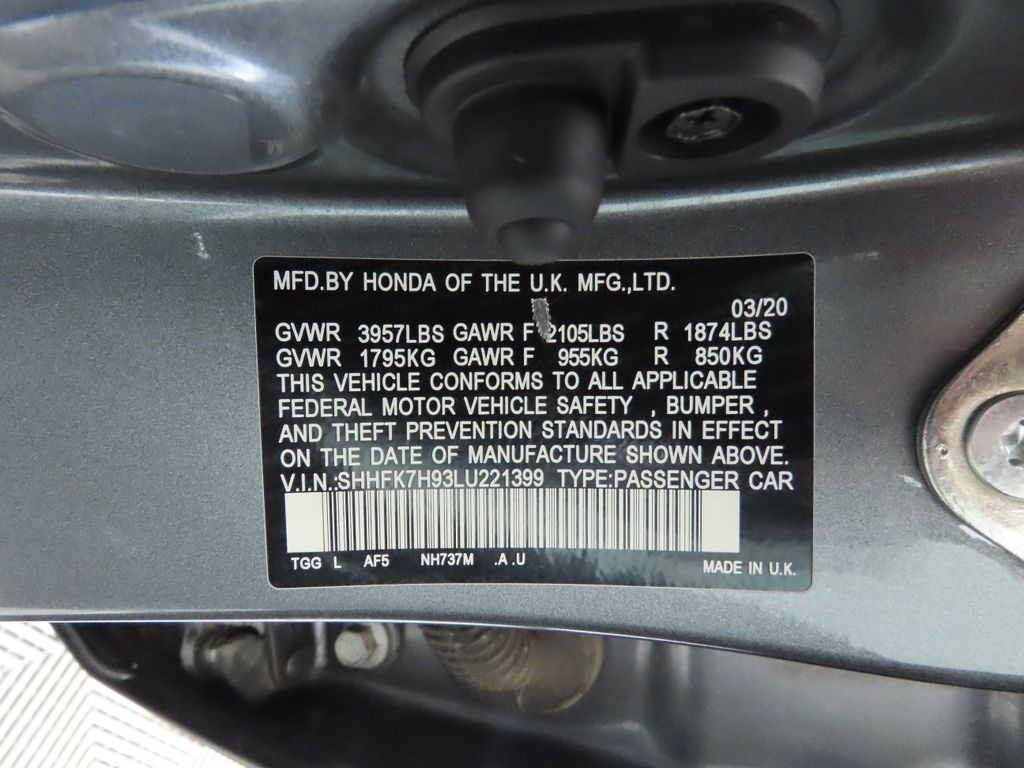 MFD.BY HONDA OF THE U.K. MFG.,LTD.
03/'20
GVWR 3957LBS GAWR F 2105LBS R 1874LBS
GVWR 1795KG GAWR F 955KG R 850KG
THIS VEHICLE CONFORMS TO ALL APPLICABLE
FEDERAL MOTOR VEHICLE SAFETY , BUMPER ,
AND THEFT PREVENTION STANDARDS IN EFFECT
ON THE DATE OF MANUFACTURE SHOWN ABOVE.
V.I.N.:SHHFK7H93LU221399 TYPE:PASSENGER CAR
TGG L AF5 NH737M .A .U MADE IN U.K.